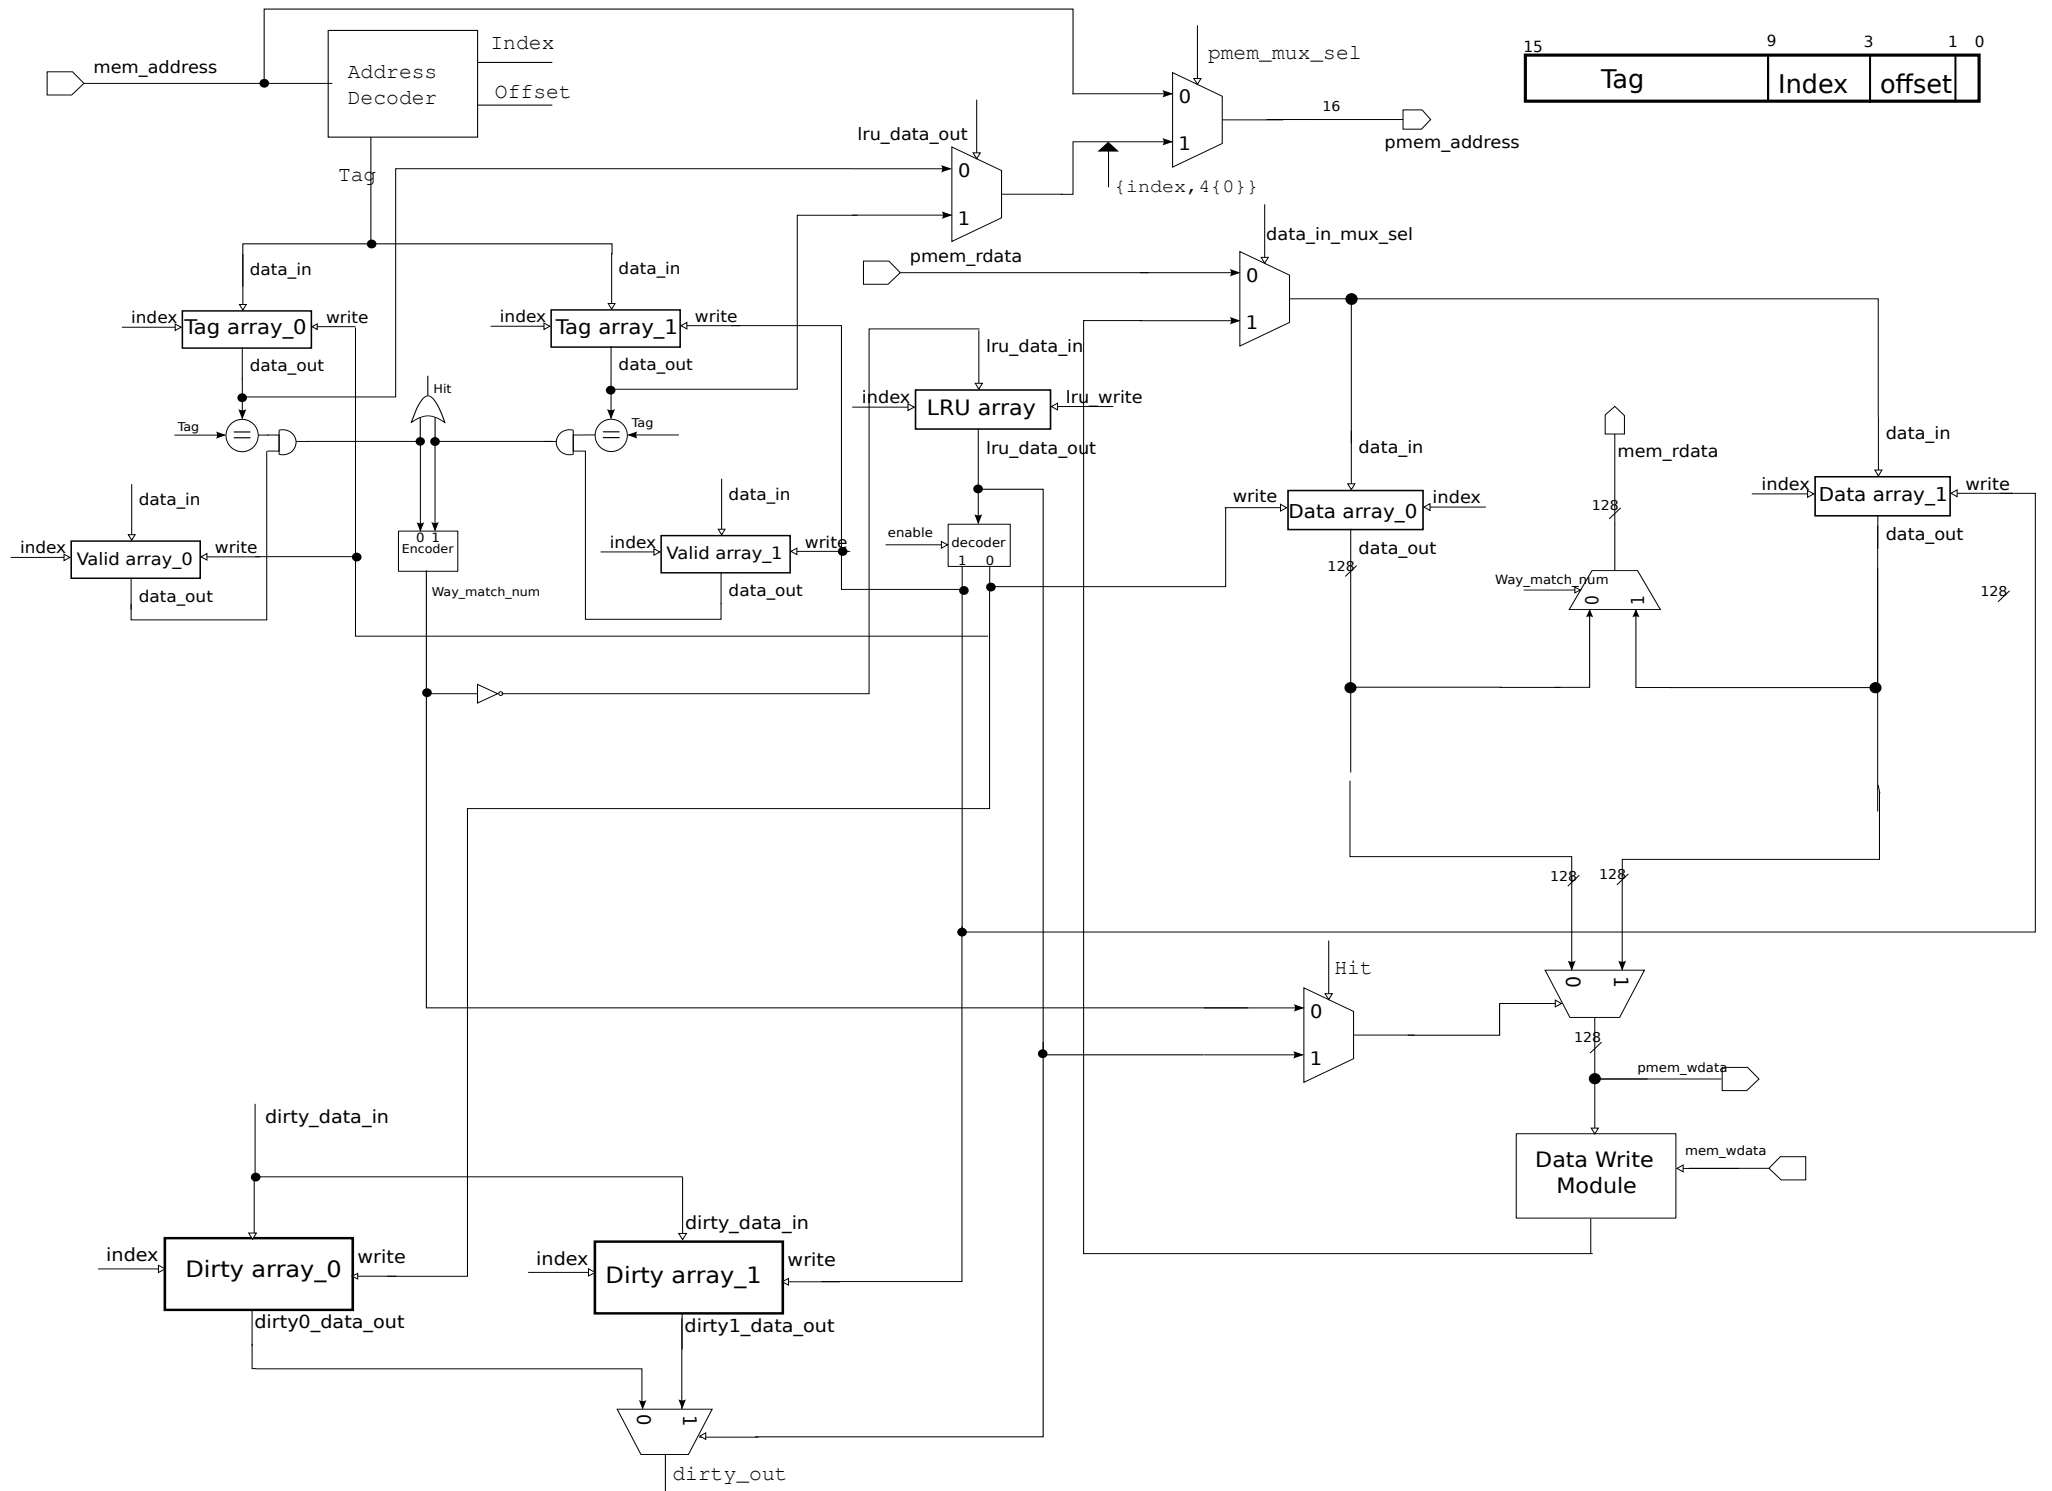 mem_address
Address
Decoder
Index
Offset
Tag
pmem_mux_sel
0
1
16
pmem_address
15
9
3
1
0
Tag
Index
offset
lru_data_out
0
1
{index,4{0}}
data_in_mux_sel
pmem_rdata
0
1
data_in
index
Tag array_0
write
data_out
data_in
index
Tag array_1
write
data_out
Hit
Tag
=
=
Tag
lru_data_in
index
LRU array
lru_write
lru_data_out
enable
decoder
1
0
data_in
index
Valid array_0
write
data_out
0 1
Encoder
Way_match_num
data_in
index
Valid array_1
write
data_out
data_in
write
Data array_0
index
data_out
128
mem_rdata
128
Way_match_num
0
1
data_in
index
Data array_1
write
data_out
128
128
128
Hit
0
1
0
1
128
pmem_wdata
Data Write
Module
mem_wdata
dirty_data_in
index
Dirty array_0
write
dirty0_data_out
dirty_data_in
index
Dirty array_1
write
dirty1_data_out
0
1
dirty_out